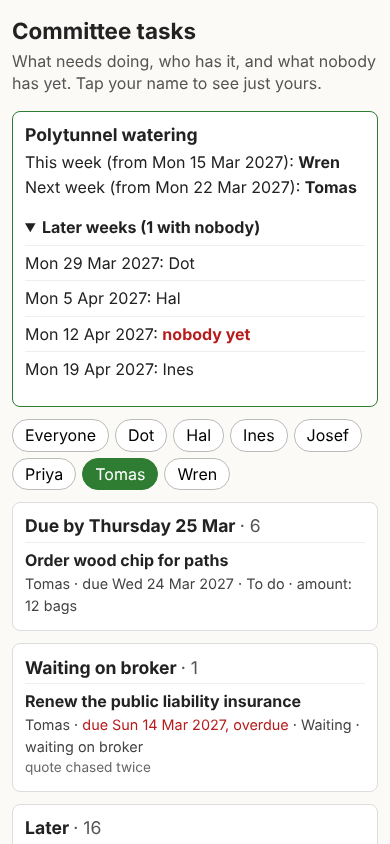 Committee tasks
What needs doing, who has it, and what nobody
has yet. Tap your name to see just yours.
Polytunnel watering
This week (from Mon 15 Mar 2027): Wren
Next week (from Mon 22 Mar 2027): Tomas
▼ Later weeks (1 with nobody)
Mon 29 Mar 2027: Dot
Mon 5 Apr 2027: Hal
Mon 12 Apr 2027: nobody yet
Mon 19 Apr 2027: Ines
Everyone Dot Hal Ines Josef
Priya Tomas Wren
Due by Thursday 25 Mar · 6
Order wood chip for paths
Tomas · due Wed 24 Mar 2027 · To do · amount:
12 bags
Waiting on broker · 1
Renew the public liability insurance
Tomas · due Sun 14 Mar 2027, overdue · Waiting ·
waiting on broker
quote chased twice
Later · 16